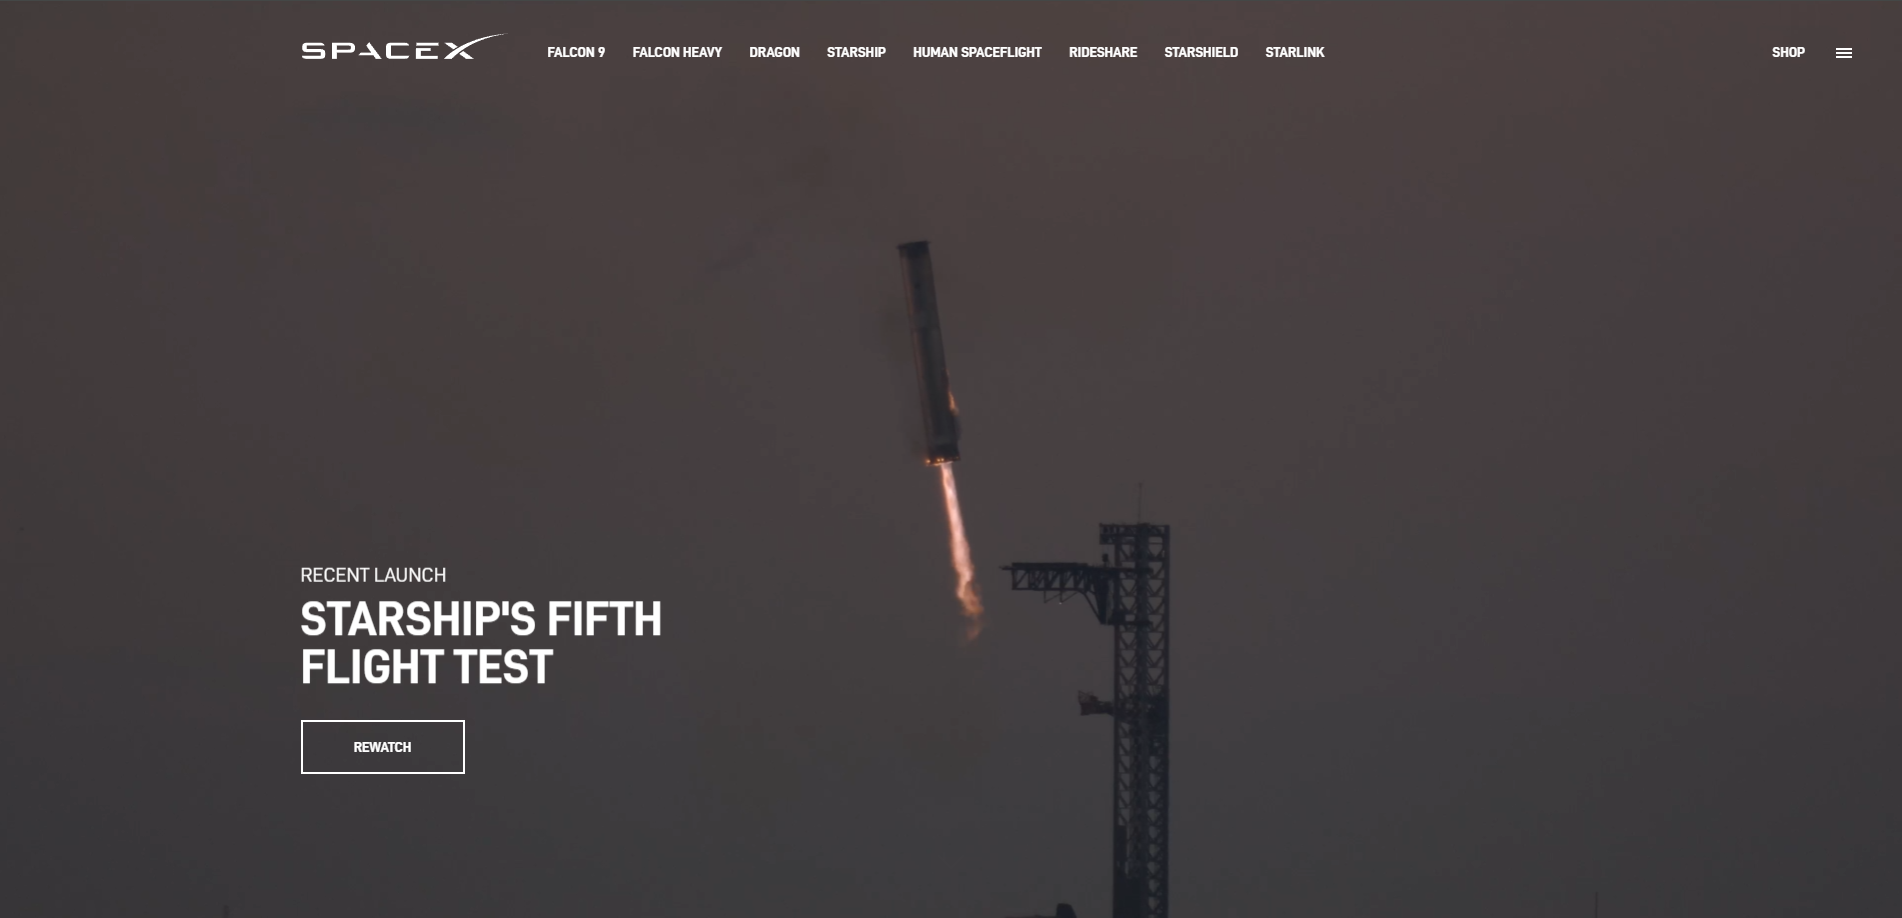 SPACEX
FALCON 9 FALCON HEAVY DRAGON STARSHIP HUMAN SPACEFLIGHT RIDESHARE STARSHIELD STARLINK SHOP
RECENT LAUNCH
STARSHIP'S FIFTH
FLIGHT TEST
REWATCH